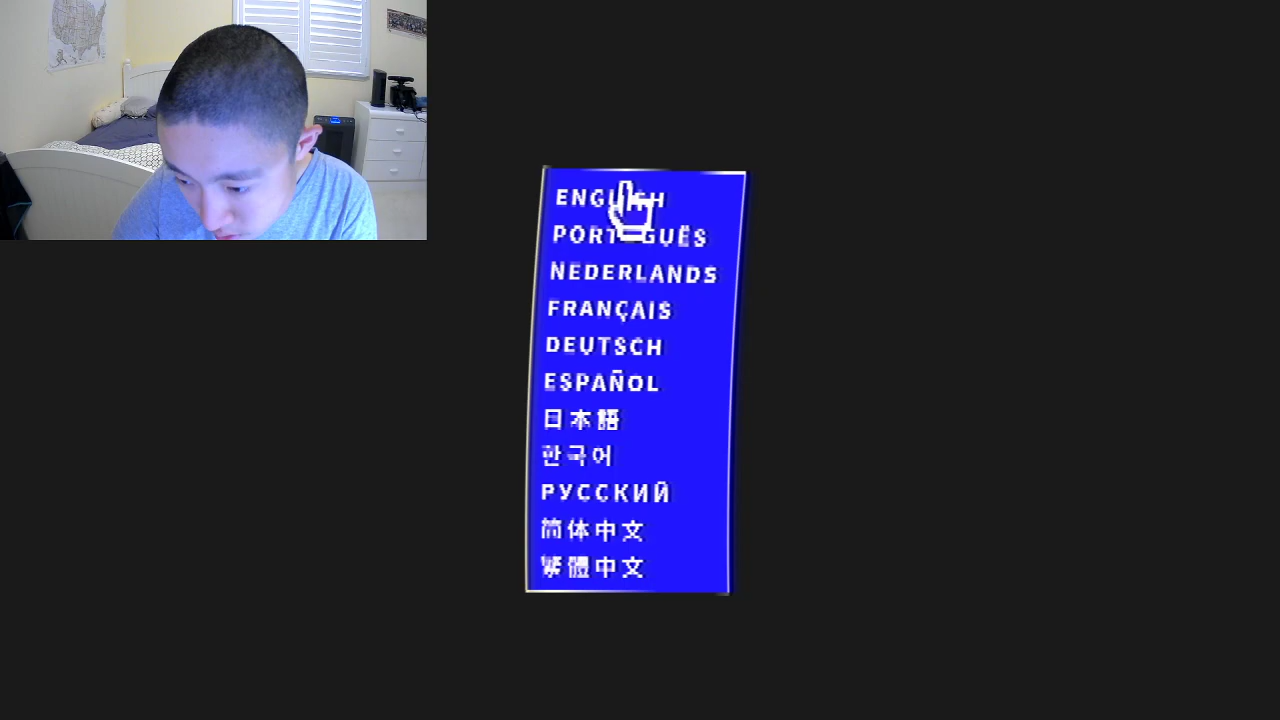 ENGLISH
PORTUGUÊS
NEDERLANDS
FRANÇAIS
DEUTSCH
ESPAÑOL
日本語
한국어
РУССКИЙ
简体中文
繁體中文